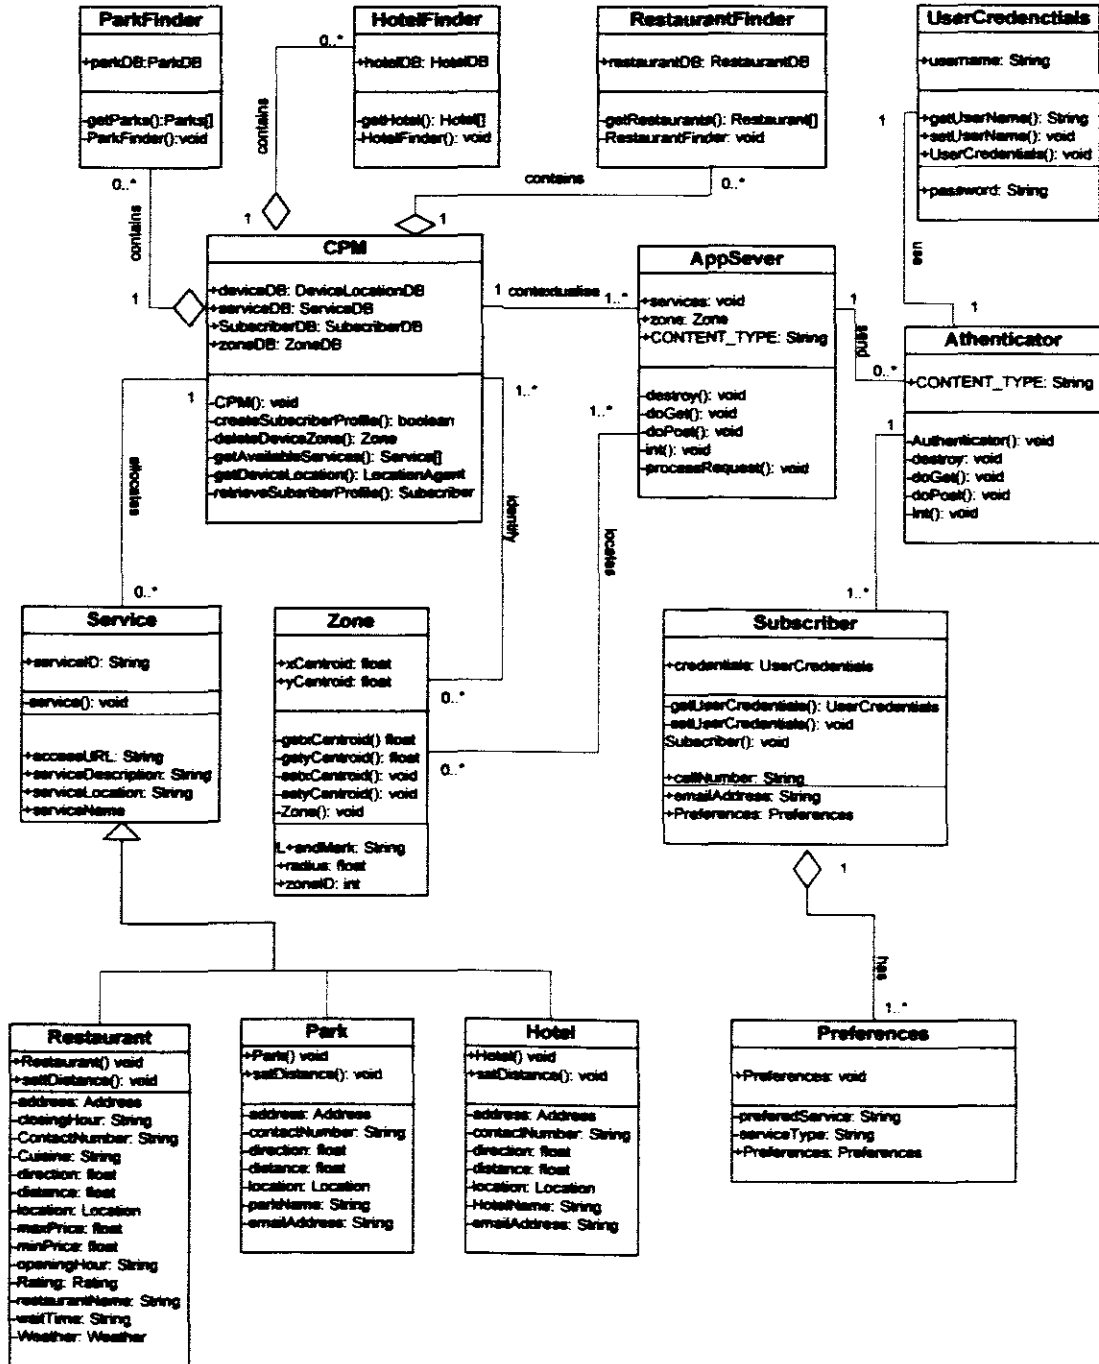 ParkFinder
+parkDB:ParkDB
-getParks():Parks[]
ParkFinder():void
0..*
contains
1
HotelFinder
+hotelDB: HotelDB
-getHotel(): Hotel[]
-HotelFinder(): void
0..*
contains
1
RestaurantFinder
+restaurantDB: RestaurantDB
-getRestaurants(): Restaurant[]
RestaurantFinder: void
0..*
contains
1
UserCredenctials
+username: String
+getUserName(): String
+setUserName(): void
+UserCredentials(): void
+password: String
1
use
1
CPM
+deviceDB: DeviceLocationDB
+serviceDB: ServiceDB
+SubscriberDB: SubscriberDB
+zoneDB: ZoneDB
-CPM(): void
-createSubscriberProfile(): boolean
-deleteDeviceZone(): Zone
-getAvailableServices(): Service[]
-getDeviceLocation(): LocationAgent
-retrieveSubsriberProfile(): Subscriber
1 contextualise
1..*
AppSever
+services: void
+zone: Zone
+CONTENT_TYPE: String
-destroy(): void
-doGet(): void
-doPost(): void
-int(): void
-processRequest(): void
1
send
0..*
Athenticator
+CONTENT_TYPE: String
-Authenticator(): void
-destroy: void
-doGet(): void
-doPost(): void
-Int(): void
1
1..*
1
allocates
0..*
1..*
identify
0..*
1..*
locates
0..*
Service
+serviceID: String
-service(): void
+accessURL: String
+serviceDescription: String
+serviceLocation: String
+serviceName
Zone
+xCentroid: float
+yCentroid: float
-getxCentroid() float
-getyCentroid(): float
-setxCentroid(): void
-setyCentroid(): void
-Zone(): void
L+andMark: String
+radius: float
+zoneID: int
Subscriber
+credentials: UserCredentials
-getUserCredentials(): UserCredentials
-setUserCredentials(): void
Subscriber(): void
+cellNumber: String
+emailAddress: String
+Preferences: Preferences
1
has
1..*
Restaurant
+Restaurant() void
+settDistance(): void
-address: Address
-closingHour: String
-ContactNumber: String
-Cuisine: String
-direction: float
-distance: float
-location: Location
-maxPrice: float
-minPrice: float
-openingHour: String
-Rating: Rating
-restaurantName: String
-waitTime: String
-Weather: Weather
Park
+Park() void
+satDistance(): void
-address: Address
-contactNumber: String
-direction: float
-distance: float
-location: Location
-parkName: String
-emailAddress: String
Hotel
+Hotel() void
+satDistance(): void
-address: Address
-contactNumber: String
-direction: float
-distance: float
-location: Location
-HotelName: String
-emailAddress: String
Preferences
+Preferences: void
-preferedService: String
-serviceType: String
+Preferences: Preferences